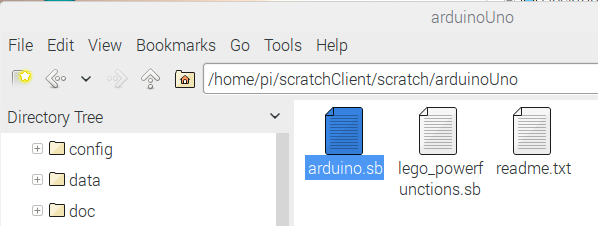 arduinoUno
File Edit View Bookmarks Go Tools Help
/home/pi/scratchClient/scratch/arduinoUno
Directory Tree
config
data
doc
arduino.sb
lego_powerf
unctions.sb
readme.txt